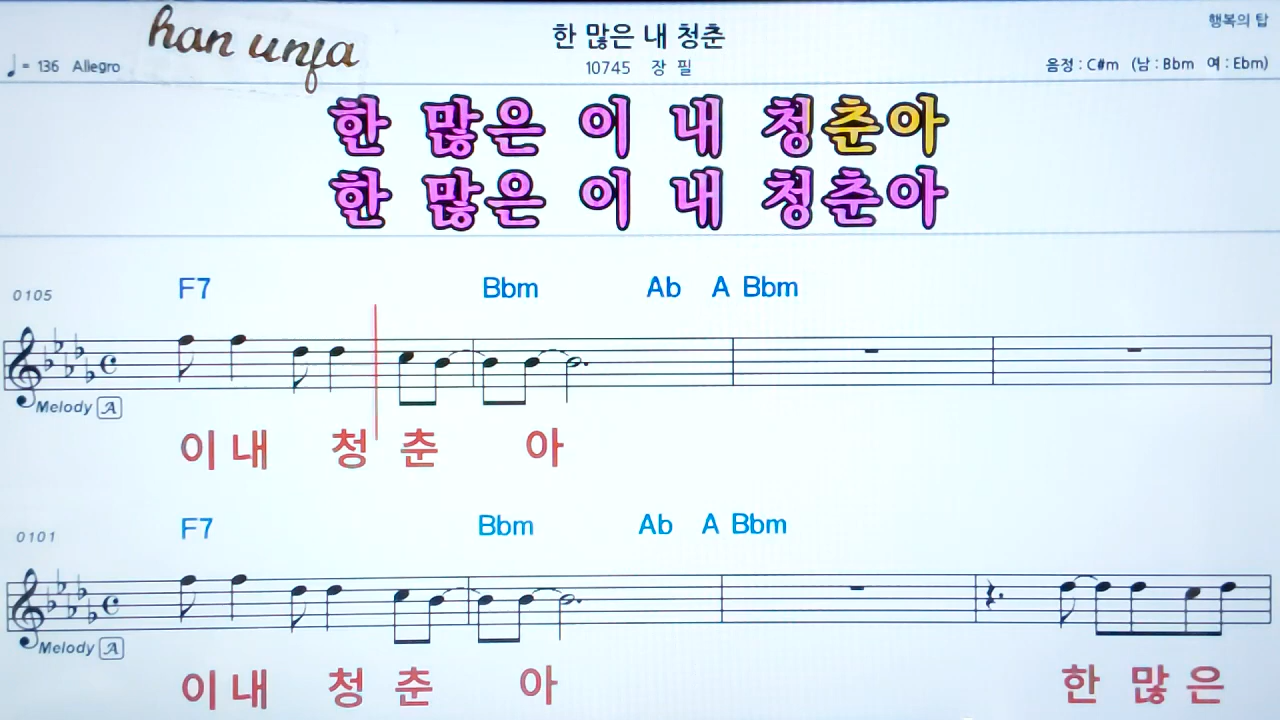 han unfa
한 많은 내 청춘
행복의 탑
♩= 136 Allegro
10745 장 필
음정 : C#m (남 : Bbm 여 : Ebm)
한 많은 이 내 청춘아
한 많은 이 내 청춘아
0105 F7 Bbm Ab A Bbm
Melody A
이 내 청 춘 아
0101 F7 Bbm Ab A Bbm
Melody A
이 내 청 춘 아 한 많 은